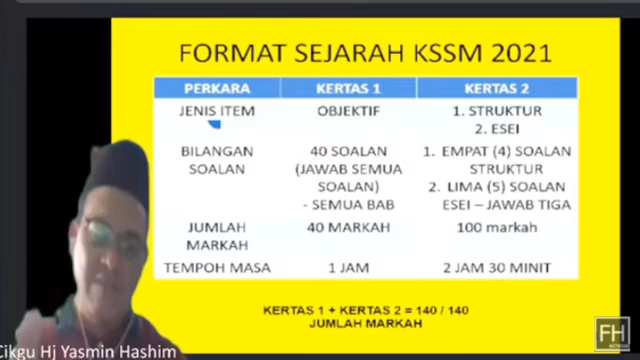 FORMAT SEJARAH KSSM 2021
PERKARA KERTAS 1 KERTAS 2
JENIS ITEM OBJEKTIF 1. STRUKTUR
2. ESEI
BILANGAN 40 SOALAN 1. EMPAT (4) SOALAN
SOALAN (JAWAB SEMUA STRUKTUR
SOALAN) 2. LIMA (5) SOALAN
- SEMUA BAB ESEI – JAWAB TIGA
JUMLAH 40 MARKAH 100 markah
MARKAH
TEMPOH MASA 1 JAM 2 JAM 30 MINIT
KERTAS 1 + KERTAS 2 = 140 / 140
JUMLAH MARKAH
Cikgu Hj Yasmin Hashim
FH